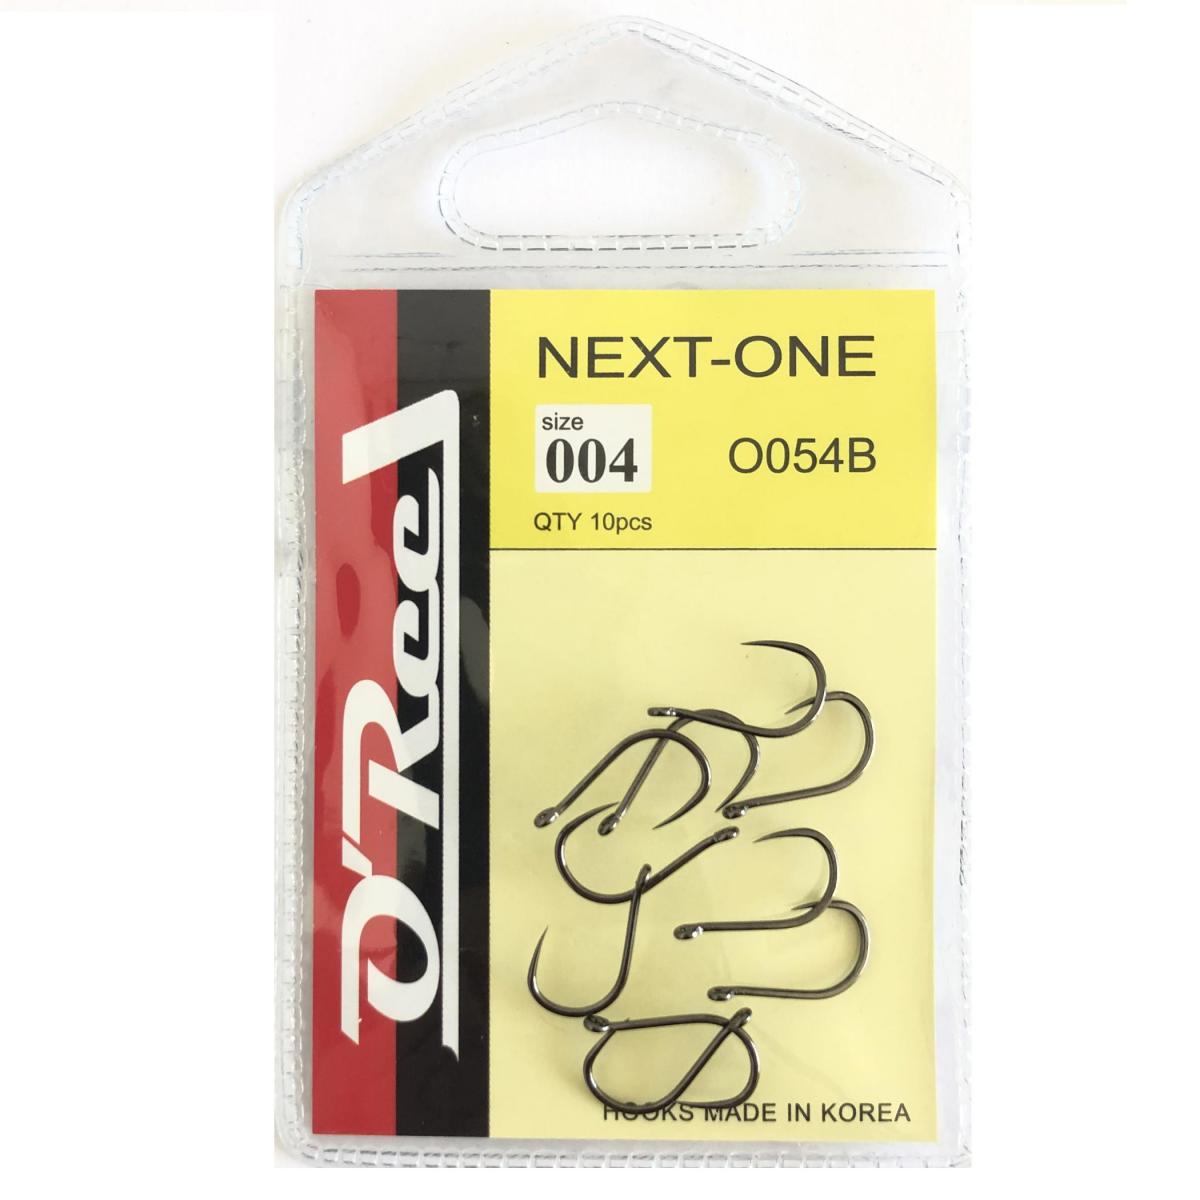 NEXT-ONE
size
004
O054B
QTY 10pcs
O'Reel
HOOKS MADE IN KOREA